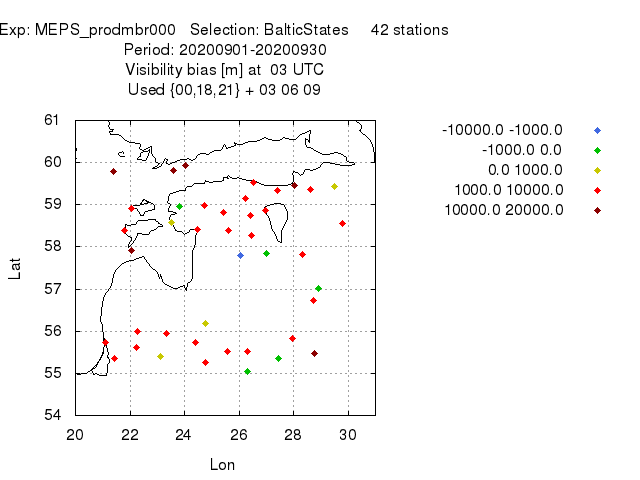 Exp: MEPS_prodmbr000 Selection: BalticStates 42 stations
Period: 20200901-20200930
Visibility bias [m] at 03 UTC
Used {00,18,21} + 03 06 09
-10000.0 -1000.0
-1000.0 0.0
0.0 1000.0
1000.0 10000.0
10000.0 20000.0
61
60
59
58
57
56
55
54
Lat
20 22 24 26 28 30
Lon